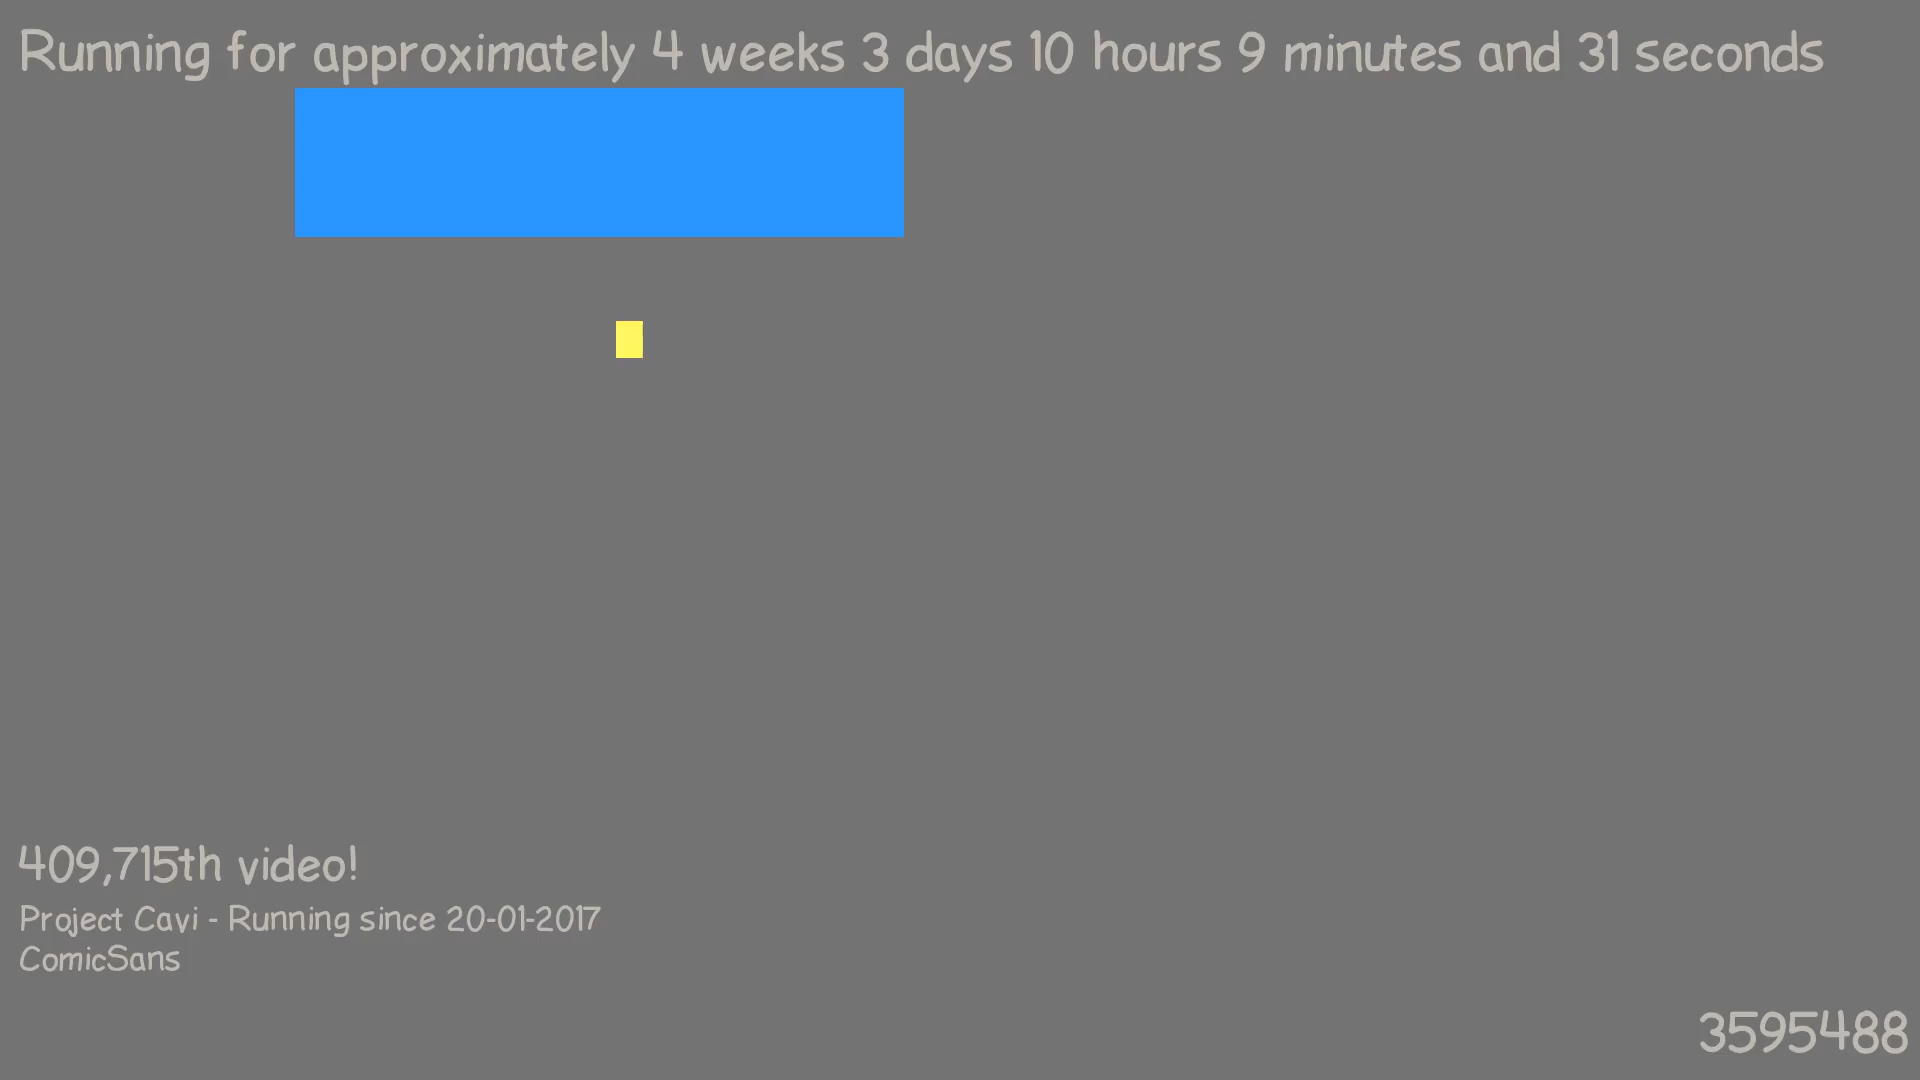 Running for approximately 4 weeks 3 days 10 hours 9 minutes and 31 seconds
409,715th video!
Project Cavi - Running since 20-01-2017
ComicSans
3595488